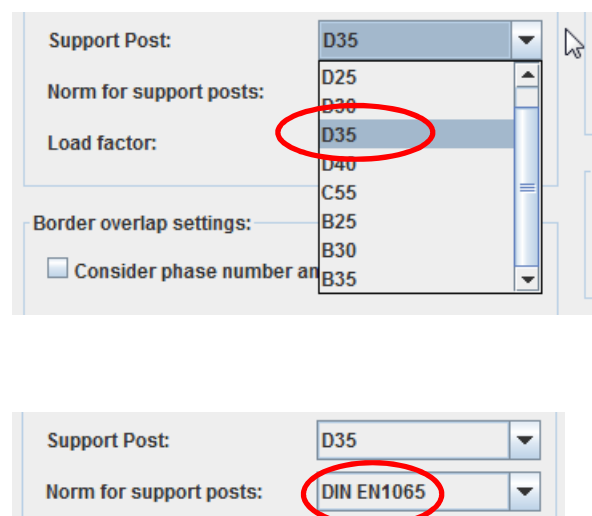 Support Post: D35
D25
Norm for support posts:
D30
Load factor: D35
D40
C55
Border overlap settings: B25
B30
Consider phase number an
B35
Support Post: D35
Norm for support posts: DIN EN1065